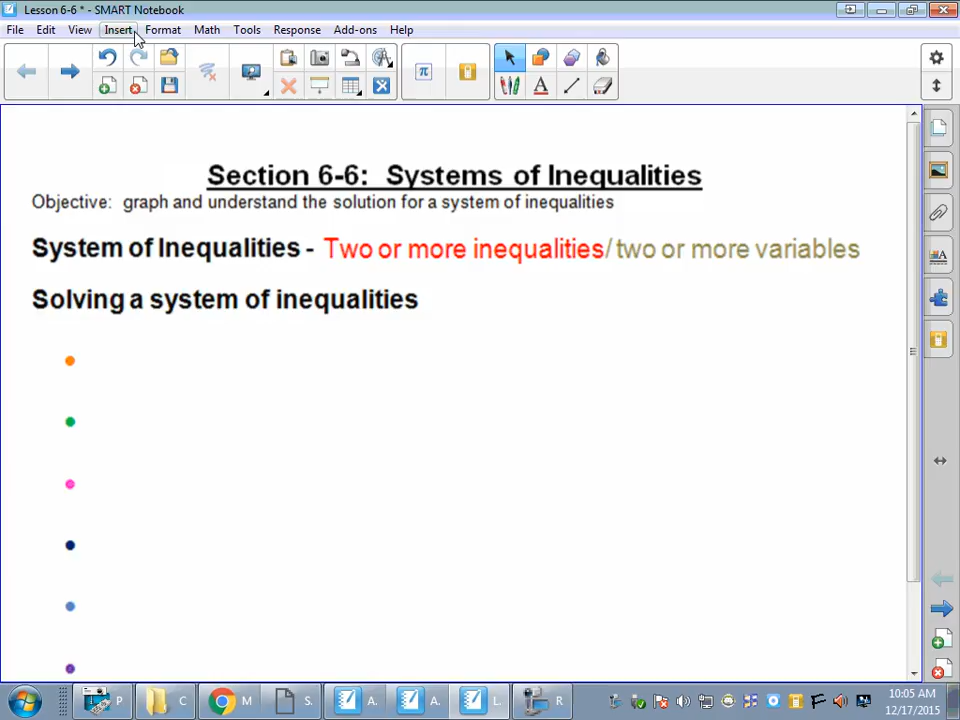 Lesson 6-6 * - SMART Notebook
File Edit View Insert Format Math Tools Response Add-ons Help
π
A
Section 6-6: Systems of Inequalities
Objective: graph and understand the solution for a system of inequalities
System of Inequalities - Two or more inequalities/ two or more variables
Solving a system of inequalities
P C M S. A. A. L. R
10:05 AM
12/17/2015